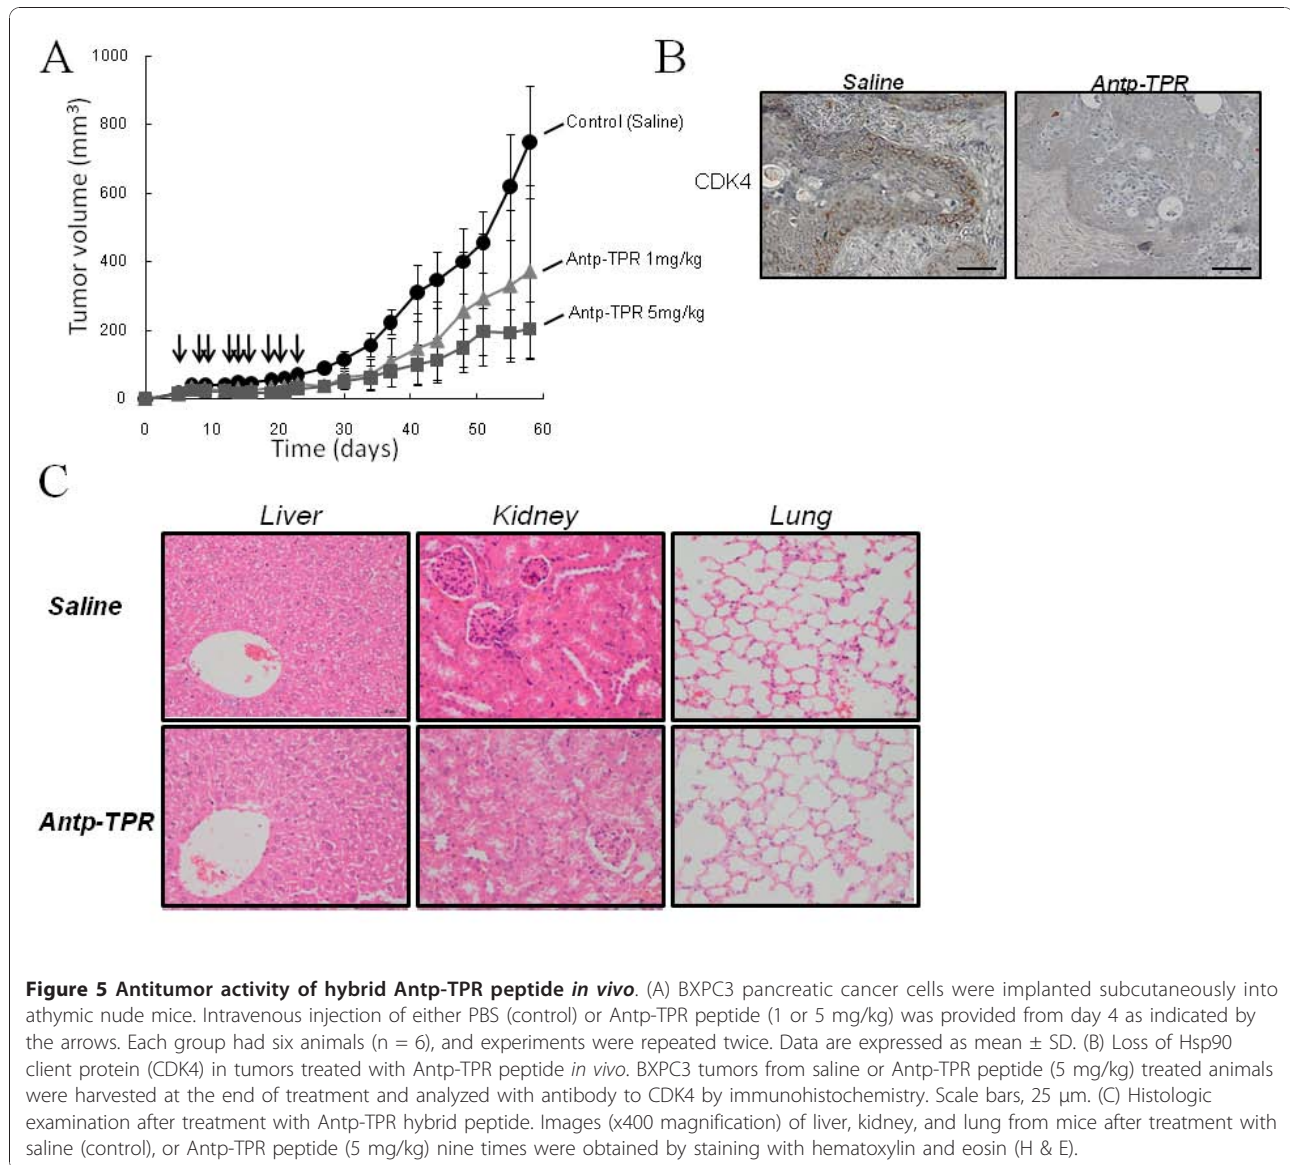 A
1000
800
600
400
200
0
Tumor volume (mm³)
0 10 20 30 40 50 60
Time (days)
Control (Saline)
Antp-TPR 1mg/kg
Antp-TPR 5mg/kg
B
Saline Antp-TPR
CDK4
C
Liver Kidney Lung
Saline
Antp-TPR
Figure 5 Antitumor activity of hybrid Antp-TPR peptide in vivo. (A) BXPC3 pancreatic cancer cells were implanted subcutaneously into
athymic nude mice. Intravenous injection of either PBS (control) or Antp-TPR peptide (1 or 5 mg/kg) was provided from day 4 as indicated by
the arrows. Each group had six animals (n = 6), and experiments were repeated twice. Data are expressed as mean ± SD. (B) Loss of Hsp90
client protein (CDK4) in tumors treated with Antp-TPR peptide in vivo. BXPC3 tumors from saline or Antp-TPR peptide (5 mg/kg) treated animals
were harvested at the end of treatment and analyzed with antibody to CDK4 by immunohistochemistry. Scale bars, 25 μm. (C) Histologic
examination after treatment with Antp-TPR hybrid peptide. Images (x400 magnification) of liver, kidney, and lung from mice after treatment with
saline (control), or Antp-TPR peptide (5 mg/kg) nine times were obtained by staining with hematoxylin and eosin (H & E).